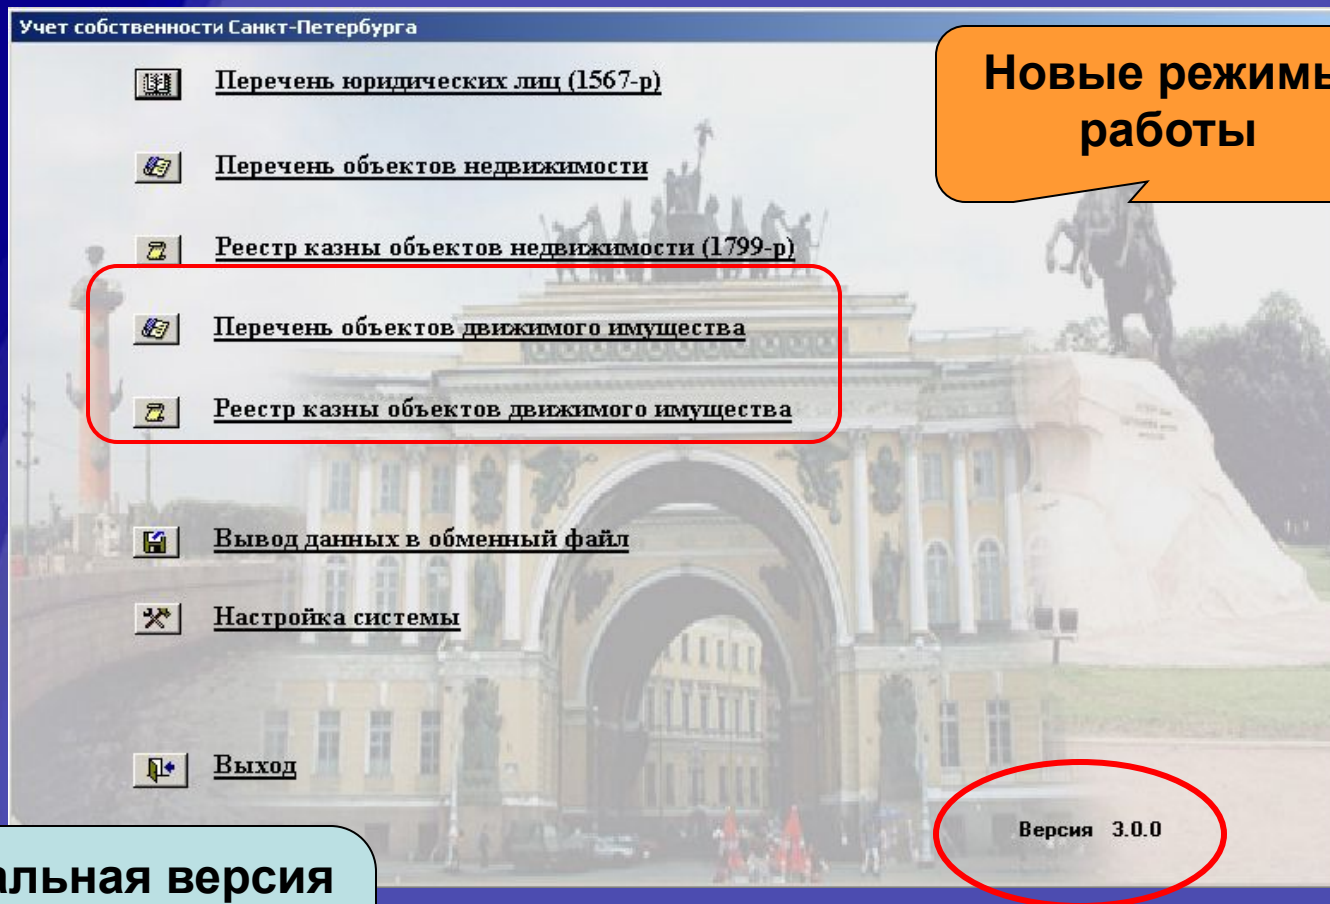 Учет собственности Санкт-Петербурга
Новые режимы
работы
Перечень юридических лиц (1567-р)
Перечень объектов недвижимости
Реестр казны объектов недвижимости (1799-р)
Перечень объектов движимого имущества
Реестр казны объектов движимого имущества
Вывод данных в обменный файл
Настройка системы
Выход
Версия 3.0.0
альная версия